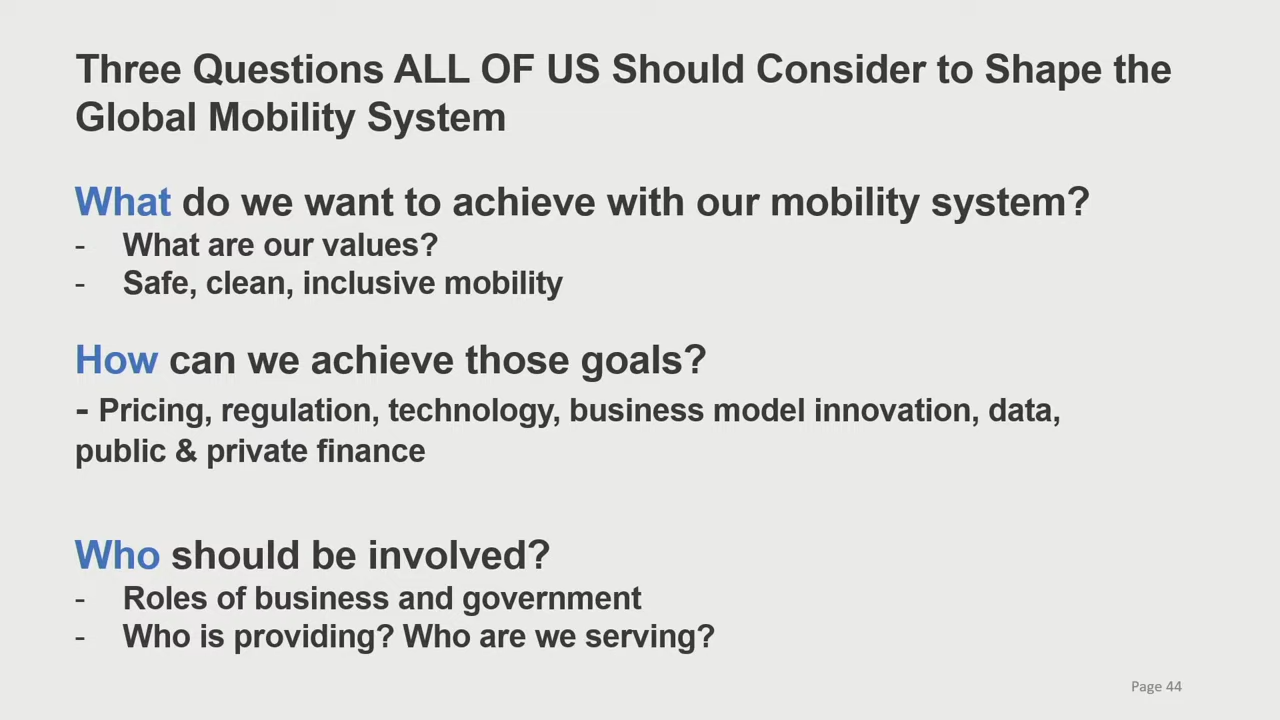 Three Questions ALL OF US Should Consider to Shape the
Global Mobility System
What do we want to achieve with our mobility system?
- What are our values?
- Safe, clean, inclusive mobility
How can we achieve those goals?
- Pricing, regulation, technology, business model innovation, data,
public & private finance
Who should be involved?
- Roles of business and government
- Who is providing? Who are we serving?
Page 44